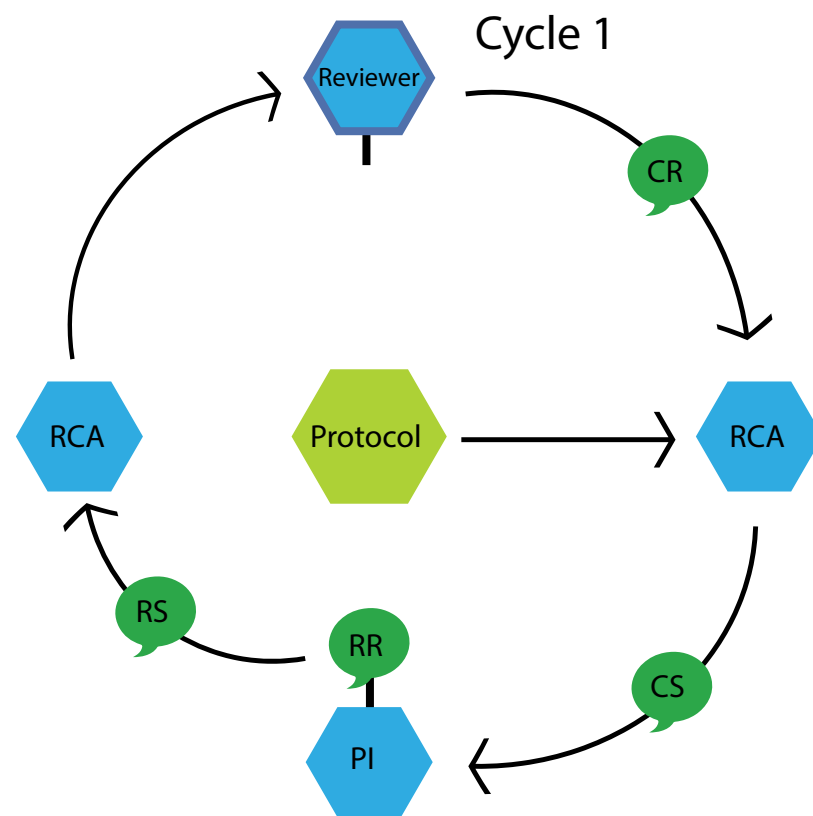 Cycle 1
Reviewer
CR
RCA
Protocol
RCA
RS
RR
CS
PI